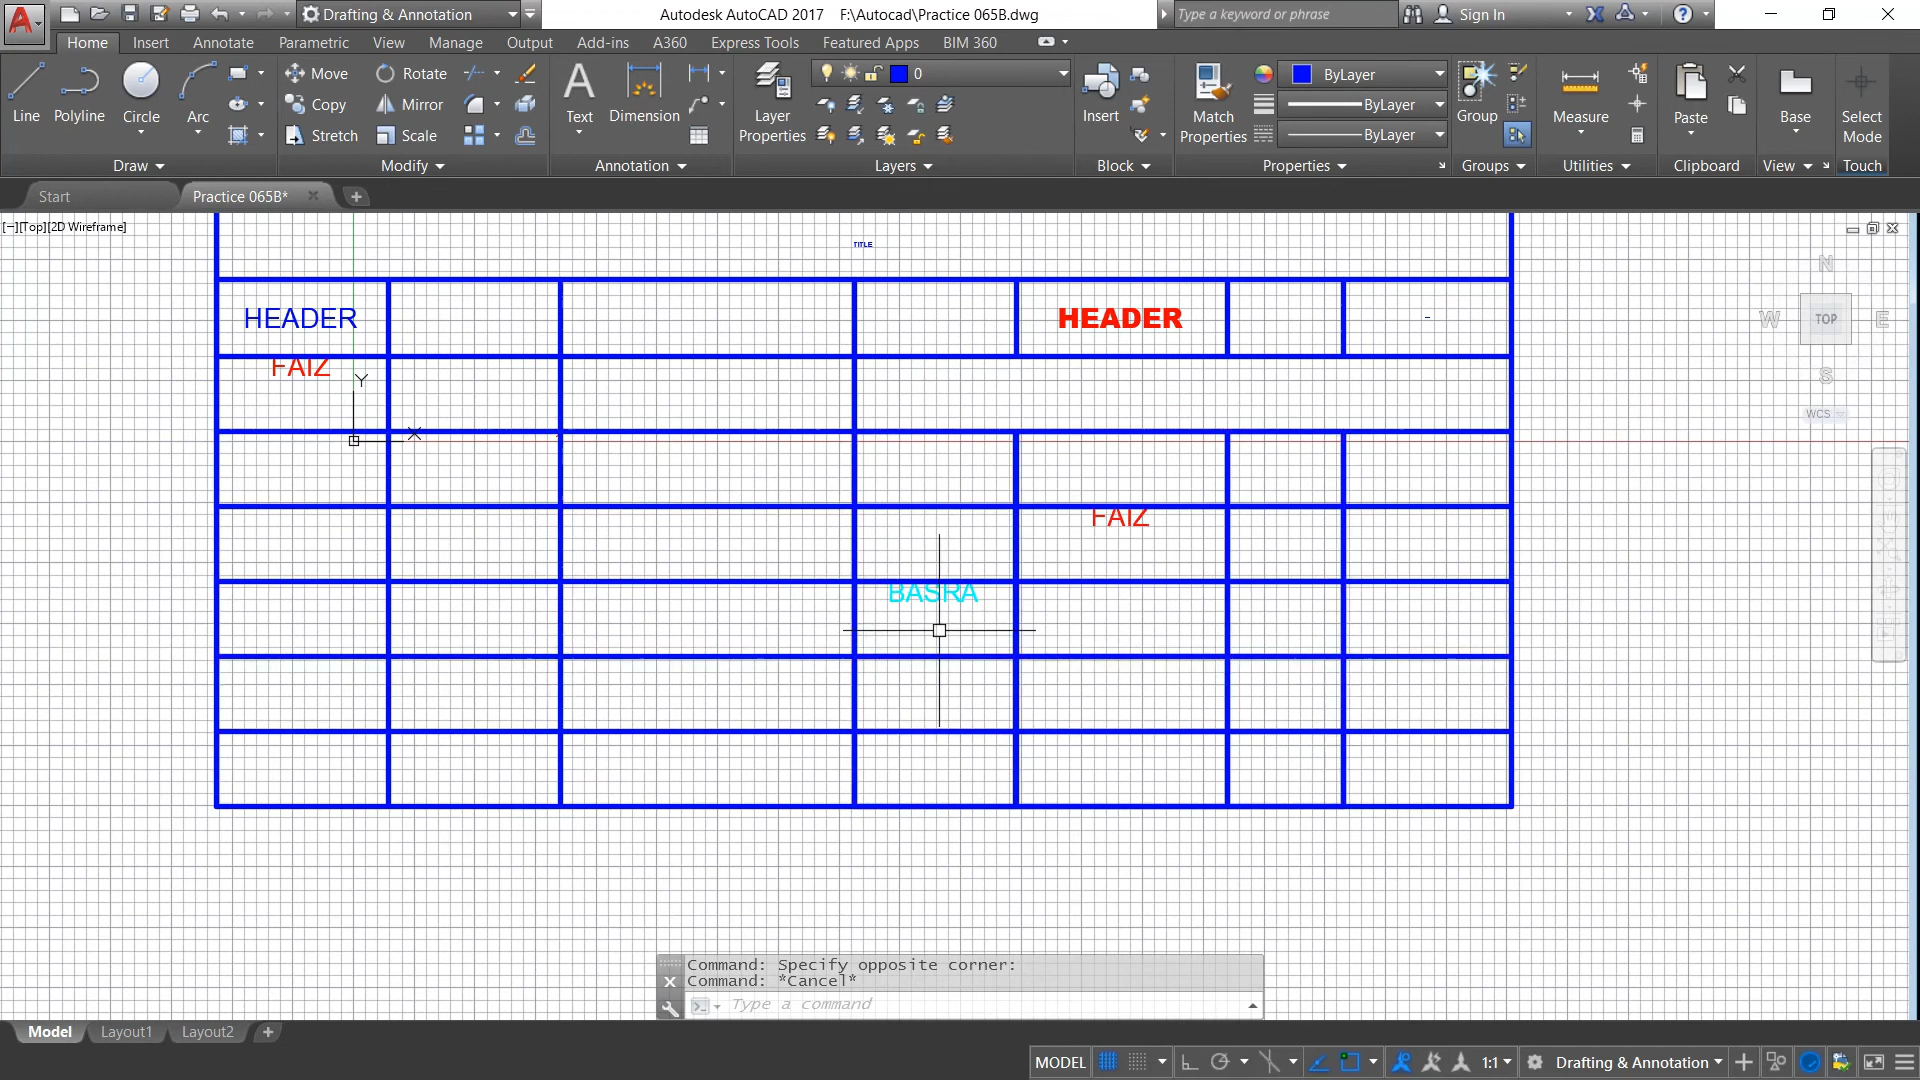 Drafting & Annotation
Autodesk AutoCAD 2017 F:\Autocad\Practice 065B.dwg
Type a keyword or phrase
Sign In
Home Insert Annotate Parametric View Manage Output Add-ins A360 Express Tools Featured Apps BIM 360
Line Polyline Circle Arc
Move Rotate
Copy Mirror
Stretch Scale
Text Dimension
Layer Properties
0
Insert
Match Properties
ByLayer
ByLayer
ByLayer
Group
Measure
Paste
Base
Select Mode
Draw Modify Annotation Layers Block Properties Groups Utilities Clipboard View Touch
Start Practice 065B*
[−][Top][2D Wireframe]
TITLE
N
W TOP E
S
WCS
HEADER HEADER -
FAIZ
Y
X
FAIZ
BASRA
Command: Specify opposite corner:
Command: *Cancel*
Type a command
Model Layout1 Layout2
MODEL 1:1 Drafting & Annotation